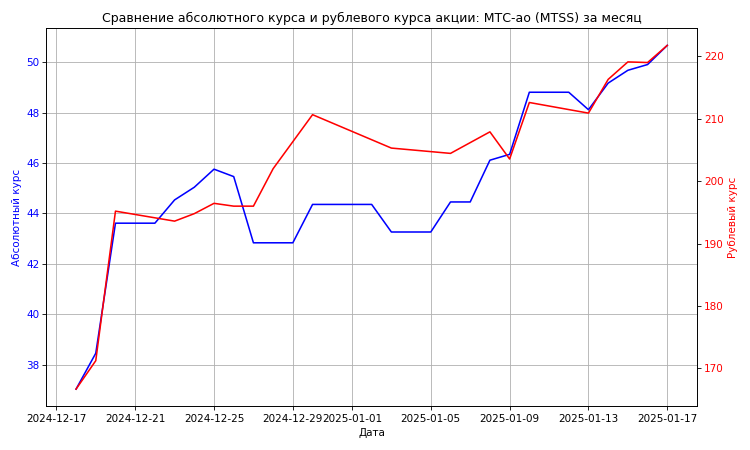 Сравнение абсолютного курса и рублевого курса акции: МТС-ао (MTSS) за месяц
Абсолютный курс
50
48
46
44
42
40
38
220
210
200
190
180
170
Рублевый курс
2024-12-17 2024-12-21 2024-12-25 2024-12-29 2025-01-01 2025-01-05 2025-01-09 2025-01-13 2025-01-17
Дата